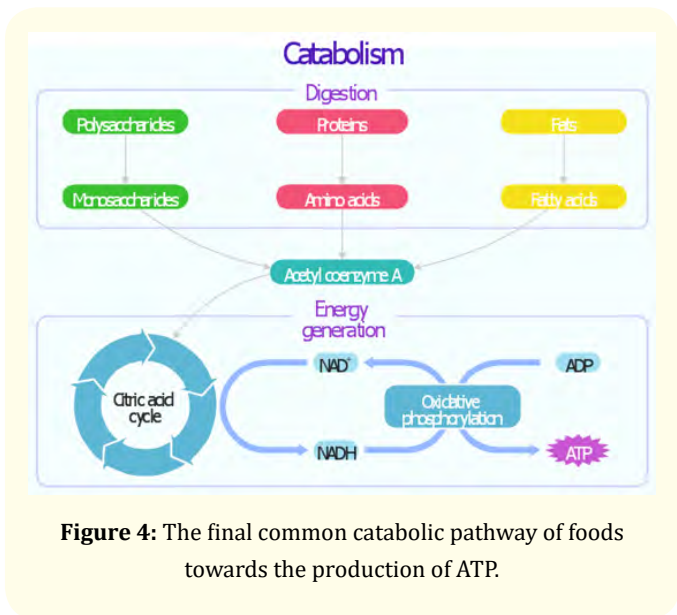 Catabolism
Digestion
Polysaccharides
Proteins
Fats
Monosaccharides
Amino acids
Fatty acids
Acetyl coenzyme A
Energy
generation
Citric acid
cycle
NAD⁺
ADP
Oxidative
phosphorylation
NADH
ATP
Figure 4: The final common catabolic pathway of foods
towards the production of ATP.